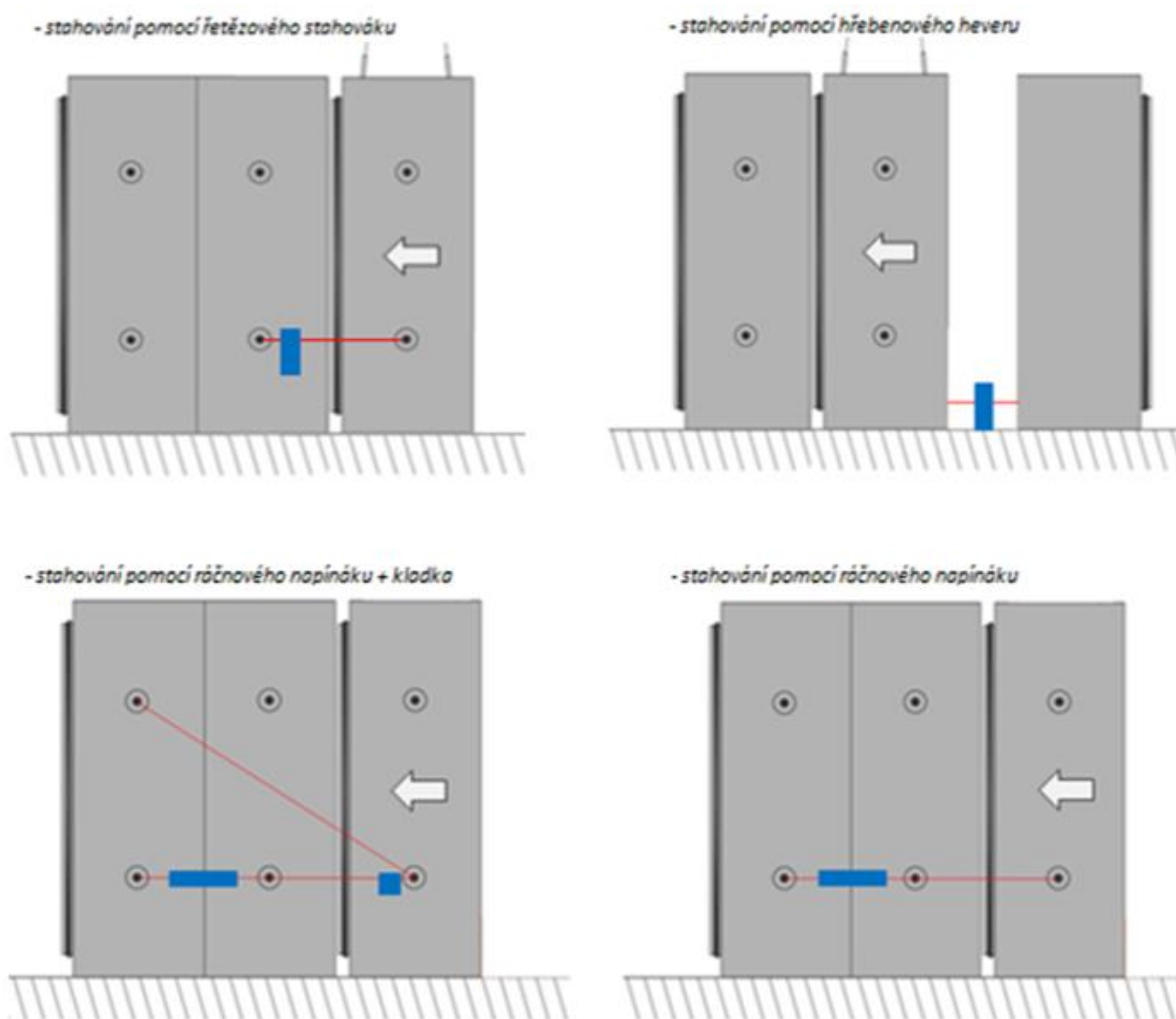 - stahování pomocí řetězového stahováku
- stahování pomocí hřebenového heveru
- stahování pomocí ráčnového napínáku + kladka
- stahování pomocí ráčnového napínáku